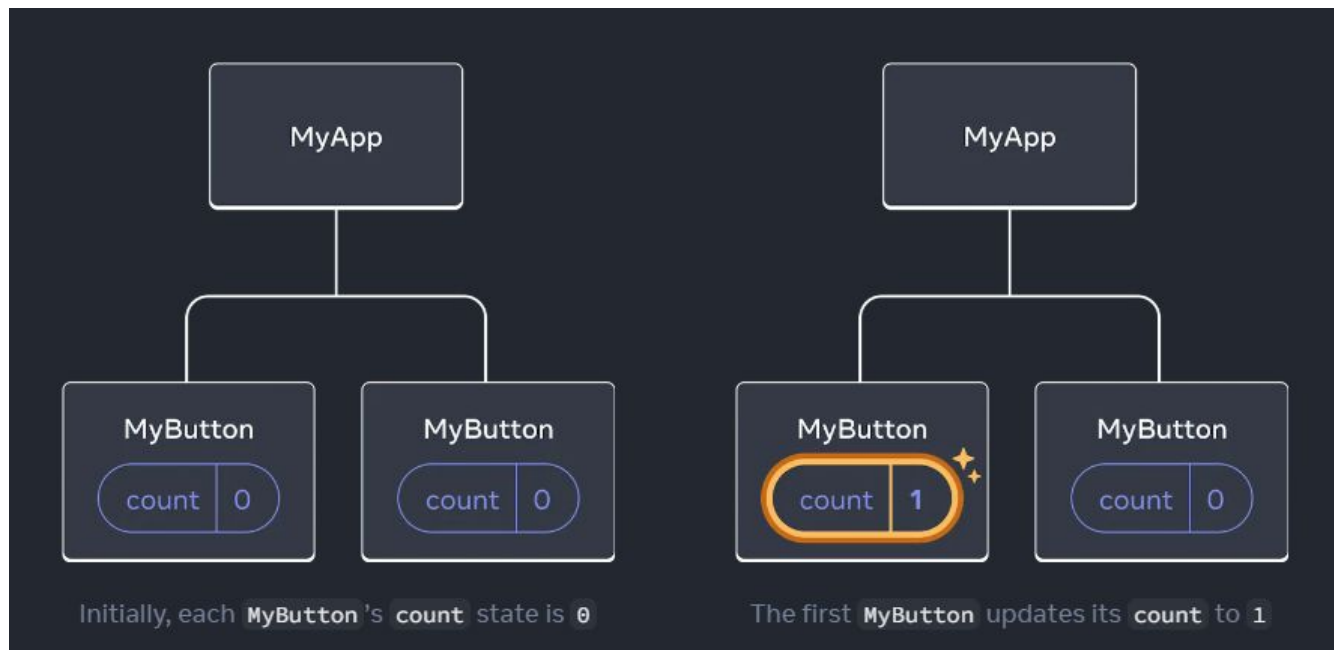 MyApp
MyButton
count 0
MyButton
count 0
Initially, each MyButton's count state is 0
MyApp
MyButton
count 1
MyButton
count 0
The first MyButton updates its count to 1